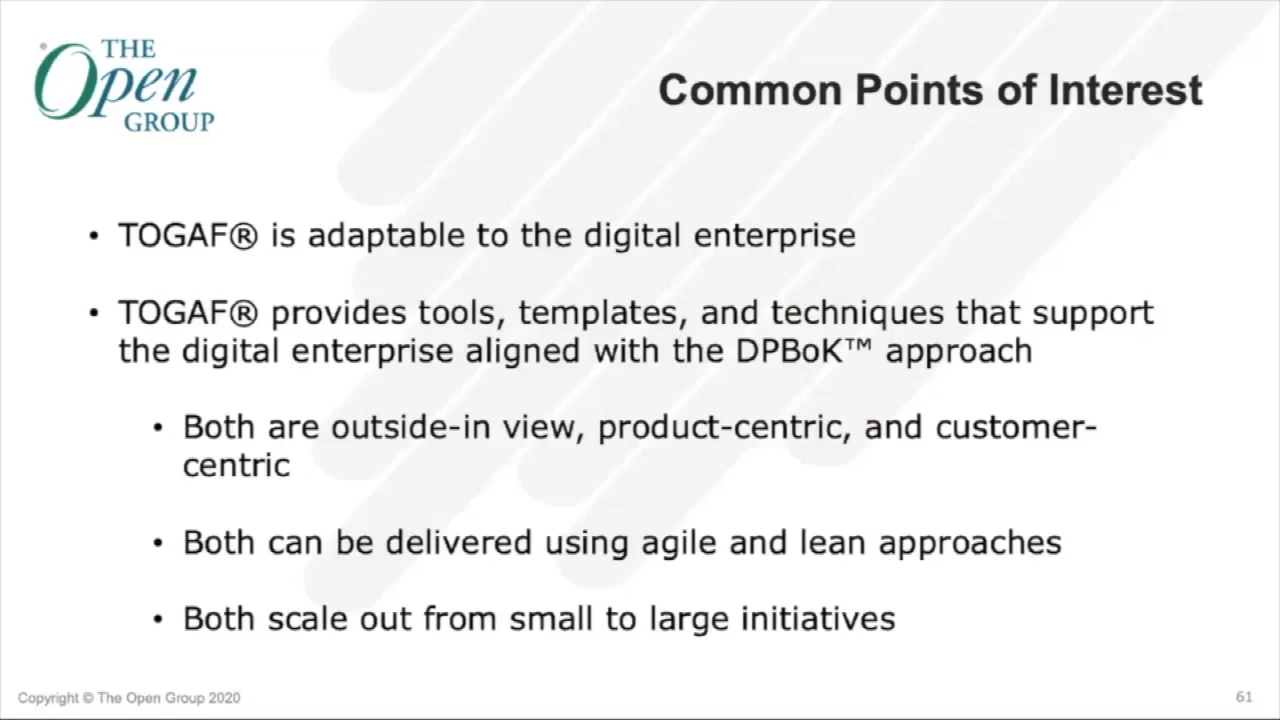 THE
Open
GROUP
Common Points of Interest
• TOGAF® is adaptable to the digital enterprise
• TOGAF® provides tools, templates, and techniques that support
the digital enterprise aligned with the DPBoK™ approach
• Both are outside-in view, product-centric, and customer-
centric
• Both can be delivered using agile and lean approaches
• Both scale out from small to large initiatives
Copyright © The Open Group 2020
61